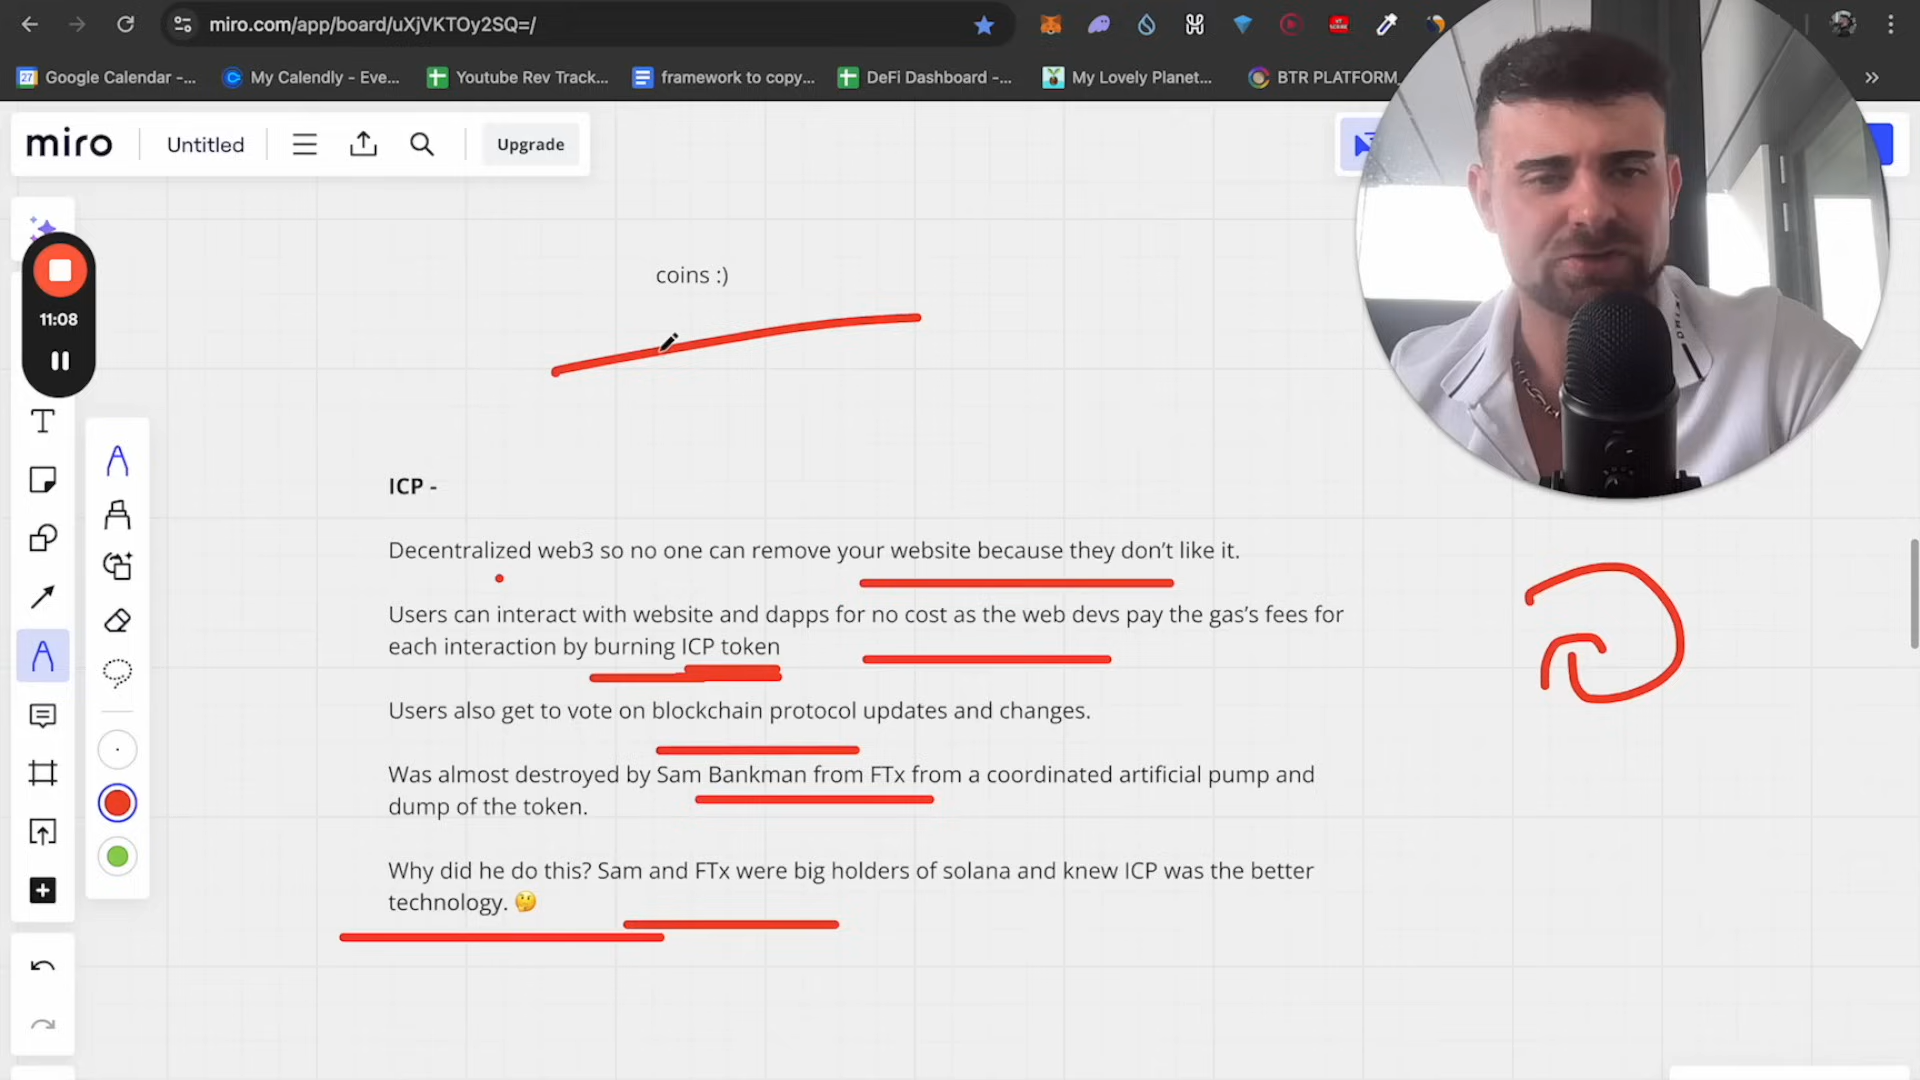 miro.com/app/board/uXjVKTOy2SQ=/
27 Google Calendar -... My Calendly - Eve... Youtube Rev Track... framework to copy... DeFi Dashboard -... My Lovely Planet... BTR PLATFORM
miro Untitled Upgrade
coins :)
11:08
ICP -
Decentralized web3 so no one can remove your website because they don't like it.
Users can interact with website and dapps for no cost as the web devs pay the gas's fees for
each interaction by burning ICP token
Users also get to vote on blockchain protocol updates and changes.
Was almost destroyed by Sam Bankman from FTx from a coordinated artificial pump and
dump of the token.
Why did he do this? Sam and FTx were big holders of solana and knew ICP was the better
technology. 🤔